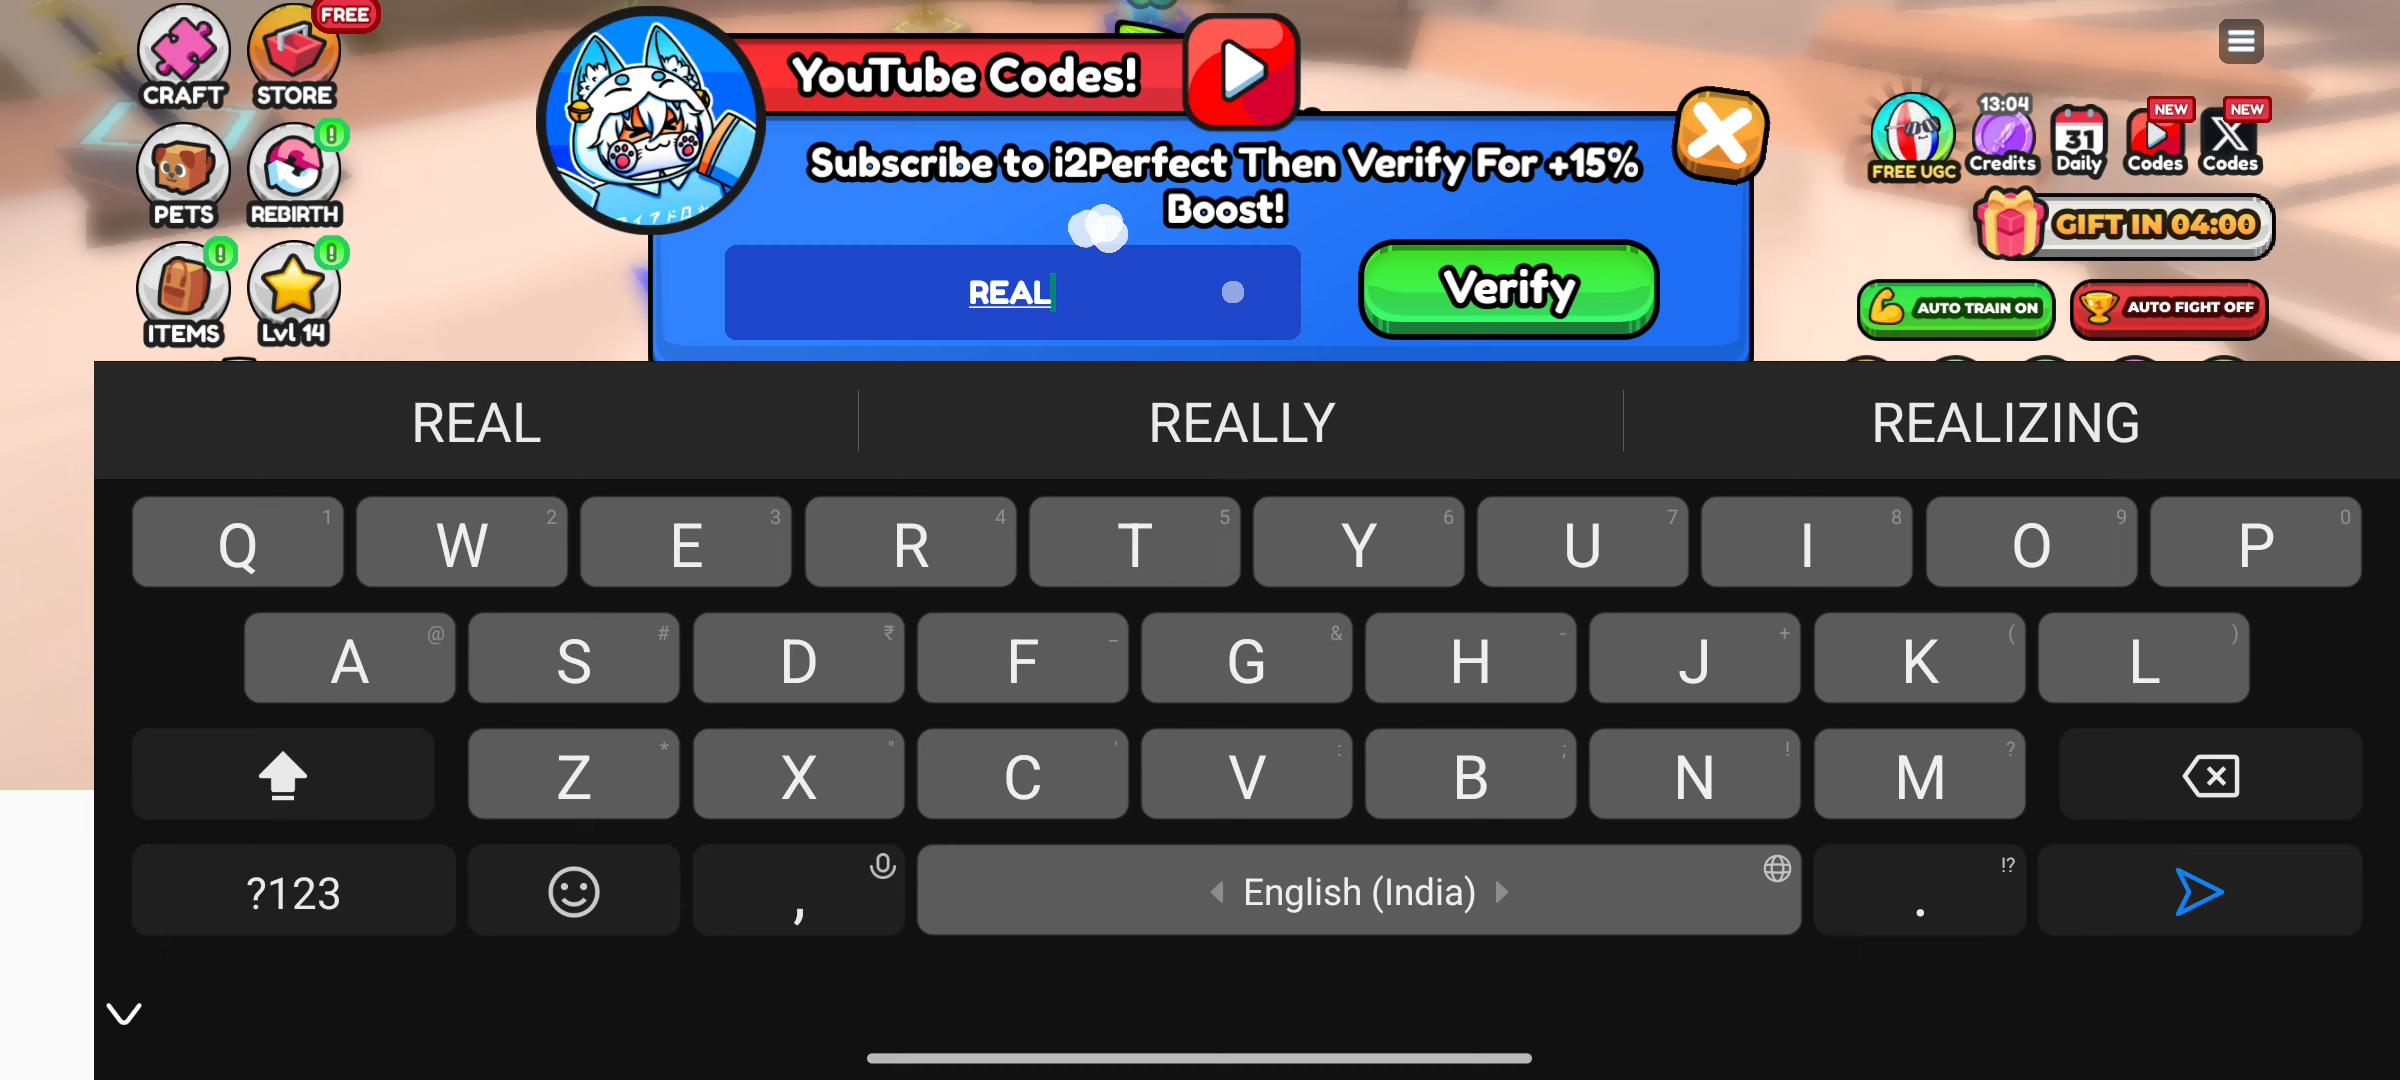 FREE
CRAFT
STORE
YouTube Codes!
Subscribe to i2Perfect Then Verify For +15%
Boost!
REAL
Verify
PETS
REBIRTH
ITEMS
Lvl 14
FREE UGC
13:04
Credits
31
Daily
NEW
Codes
NEW
X
Codes
GIFT IN 04:00
AUTO TRAIN ON
AUTO FIGHT OFF
REAL
REALLY
REALIZING
Q 1 W 2 E 3 R 4 T 5 Y 6 U 7 I 8 O 9 P 0
A @ S # D ₹ F _ G & H - J + K ( L )
Z * X " C ' V : B ; N ! M ?
?123 , English (India) . !?